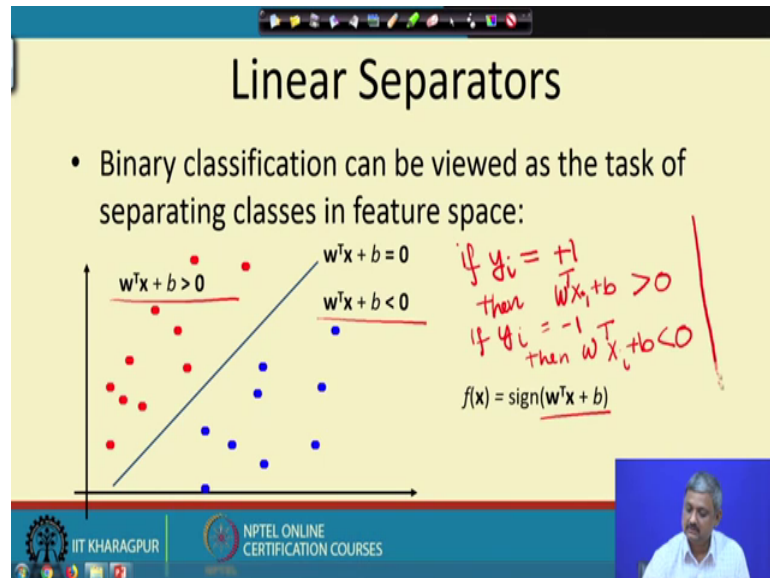 Linear Separators
• Binary classification can be viewed as the task of
separating classes in feature space:
wᵀx + b = 0
wᵀx + b > 0
wᵀx + b < 0
if yᵢ = +1
then wᵀxᵢ+b >0
if yᵢ = -1
then wᵀxᵢ+b<0
f(x) = sign(wᵀx + b)
IIT KHARAGPUR
NPTEL ONLINE
CERTIFICATION COURSES
NPTEL